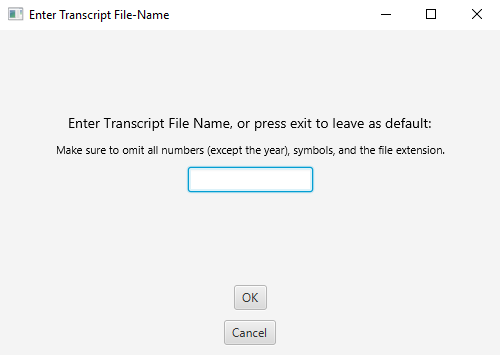 Enter Transcript File-Name
Enter Transcript File Name, or press exit to leave as default:
Make sure to omit all numbers (except the year), symbols, and the file extension.
OK
Cancel